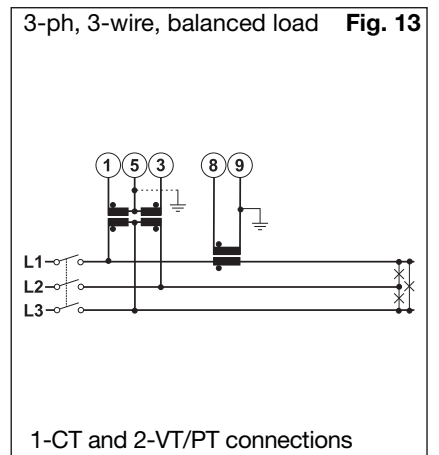 3-ph, 3-wire, balanced load Fig. 13
1 5 3 8 9
L1
L2
L3
1-CT and 2-VT/PT connections